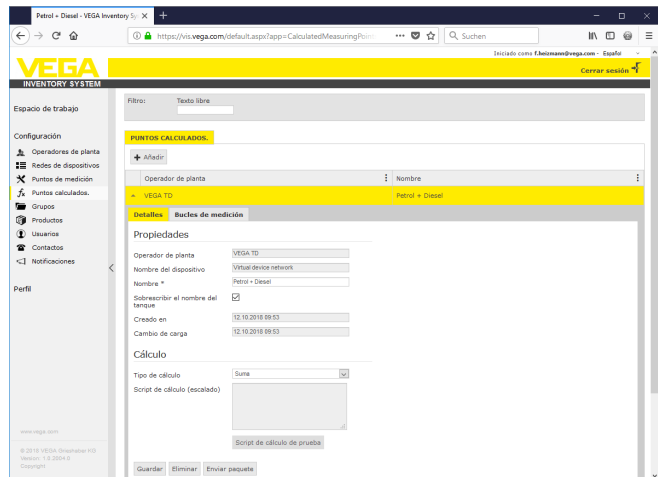 Petrol + Diesel - VEGA Inventory Sy
https://vis.vega.com/default.aspx?app=CalculatedMeasuringPoint
Suchen
Iniciado como f.heizmann@vega.com - Español
VEGA
Cerrar sesión
INVENTORY SYSTEM
Espacio de trabajo
Configuración
Operadores de planta
Redes de dispositivos
Puntos de medición
Puntos calculados.
Grupos
Productos
Usuarios
Contactos
Notificaciones
Perfil
www.vega.com
© 2018 VEGA Grieshaber KG
Copyright
Filtro: Texto libre
PUNTOS CALCULADOS.
Añadir
Operador de planta Nombre
VEGA TD Petrol + Diesel
Detalles Bucles de medición
Propiedades
Operador de planta VEGA TD
Nombre del dispositivo Virtual device network
Nombre * Petrol + Diesel
Sobrescribir el nombre del
tanque
Creado en 12.10.2018 09:53
Cambio de carga 12.10.2018 09:53
Cálculo
Tipo de cálculo Suma
Script de cálculo (escalado)
Script de cálculo de prueba
Guardar Eliminar Enviar paquete